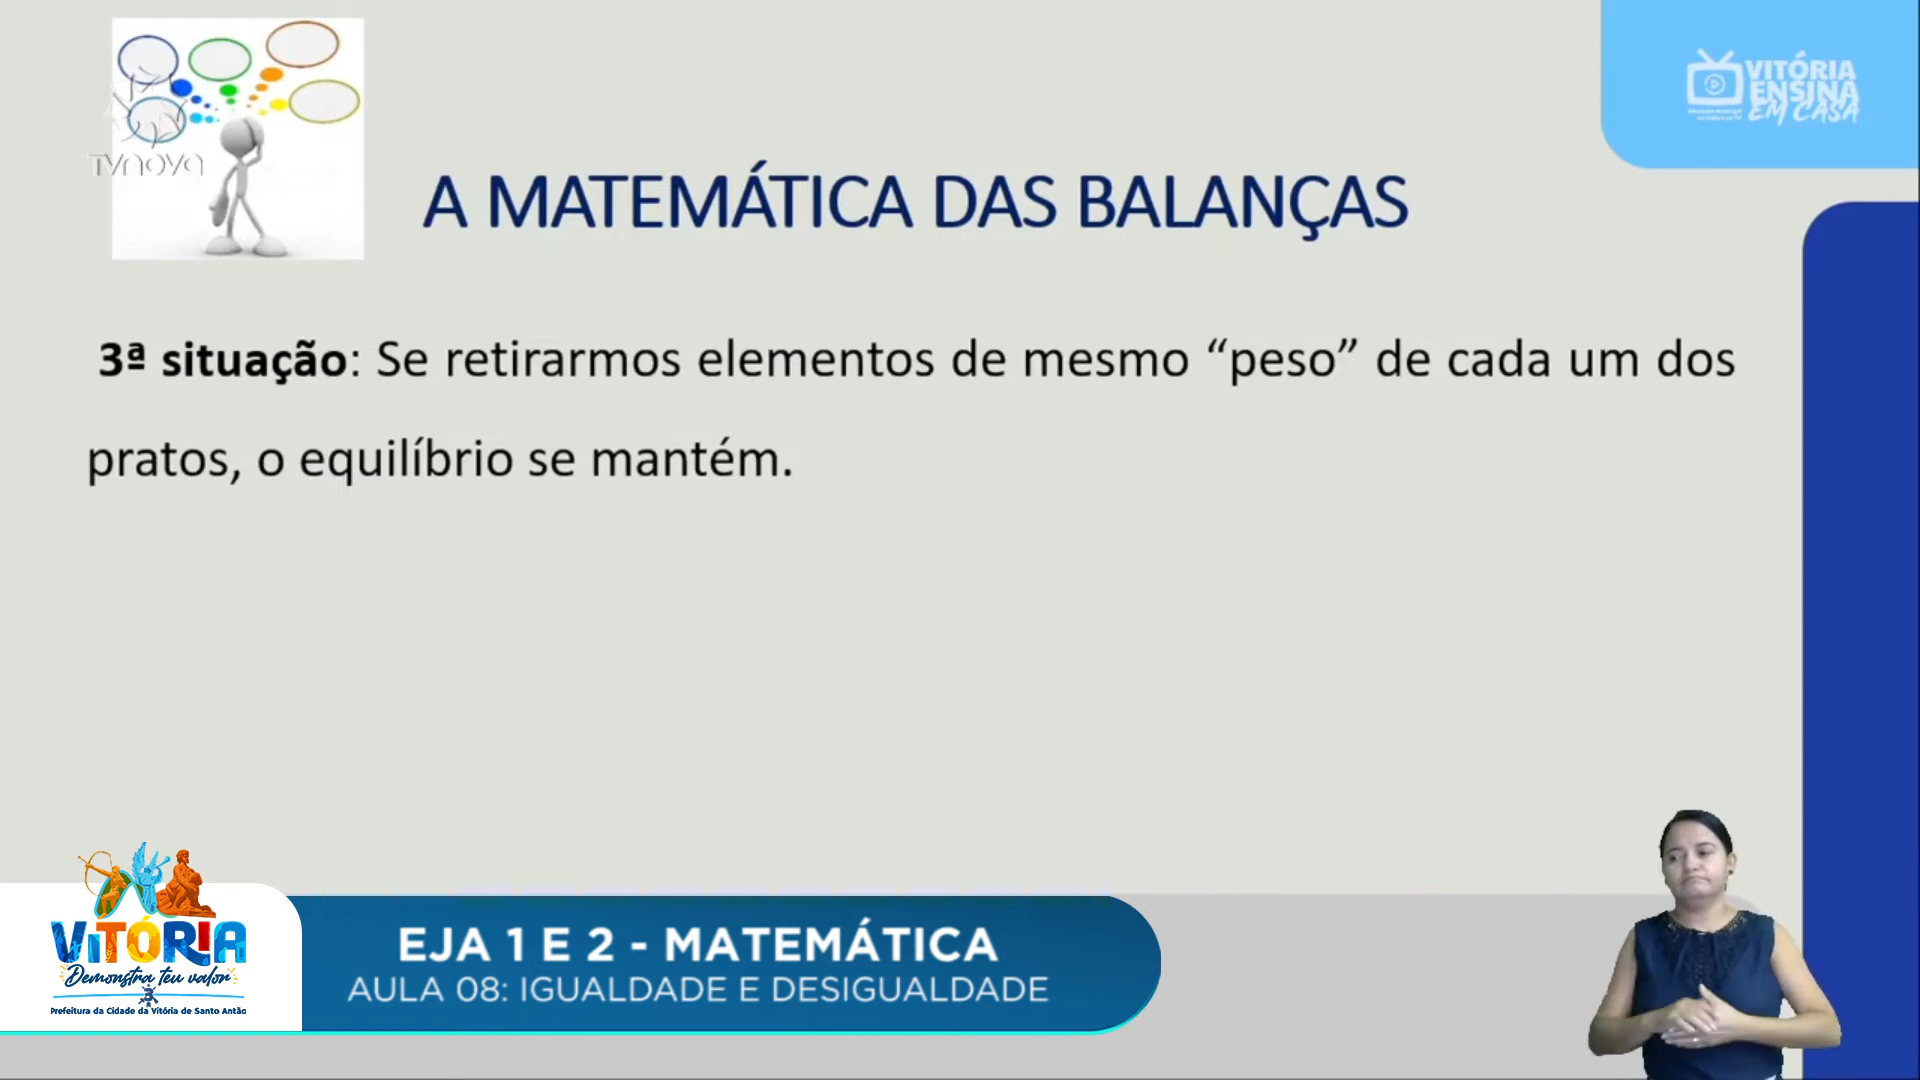 VITÓRIA
ENSINA
EM CASA
TVNOVA
A MATEMÁTICA DAS BALANÇAS
3ª situação: Se retirarmos elementos de mesmo “peso” de cada um dos
pratos, o equilíbrio se mantém.
VITÓRIA
Demonstra teu valor
Prefeitura da Cidade da Vitória de Santo Antão
EJA 1 E 2 - MATEMÁTICA
AULA 08: IGUALDADE E DESIGUALDADE